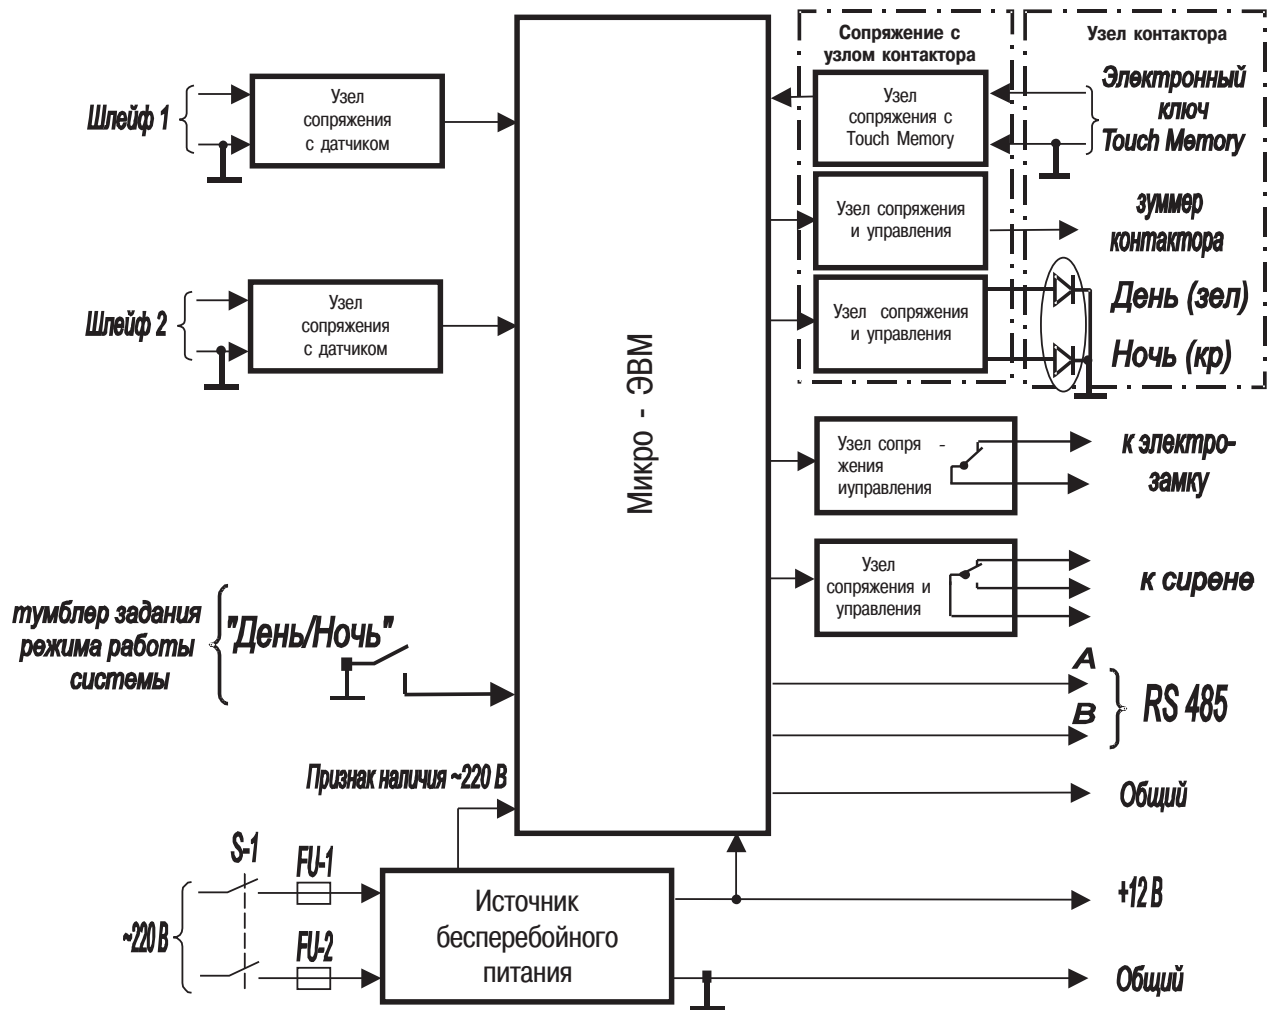 Сопряжение с
узлом контактора
Узел контактора
Шлейф 1
Узел
сопряжения
с датчиком
Узел
сопряжения с
Touch Memory
Электронный
ключ
Touch Memory
Узел сопряжения
и управления
зуммер
контактора
Шлейф 2
Узел
сопряжения
с датчиком
Микро - ЭВМ
Узел сопряжения
и управления
День (зел)
Ночь (кр)
Узел сопря -
жения
иуправления
к электро-
замку
Узел
сопряжения и
управления
к сирене
тумблер задания
режима работы
системы
"День/Ночь"
A
B
RS 485
Признак наличия ~220 В
Общий
S-1
FU-1
FU-2
~220 В
Источник
бесперебойного
питания
+12 В
Общий